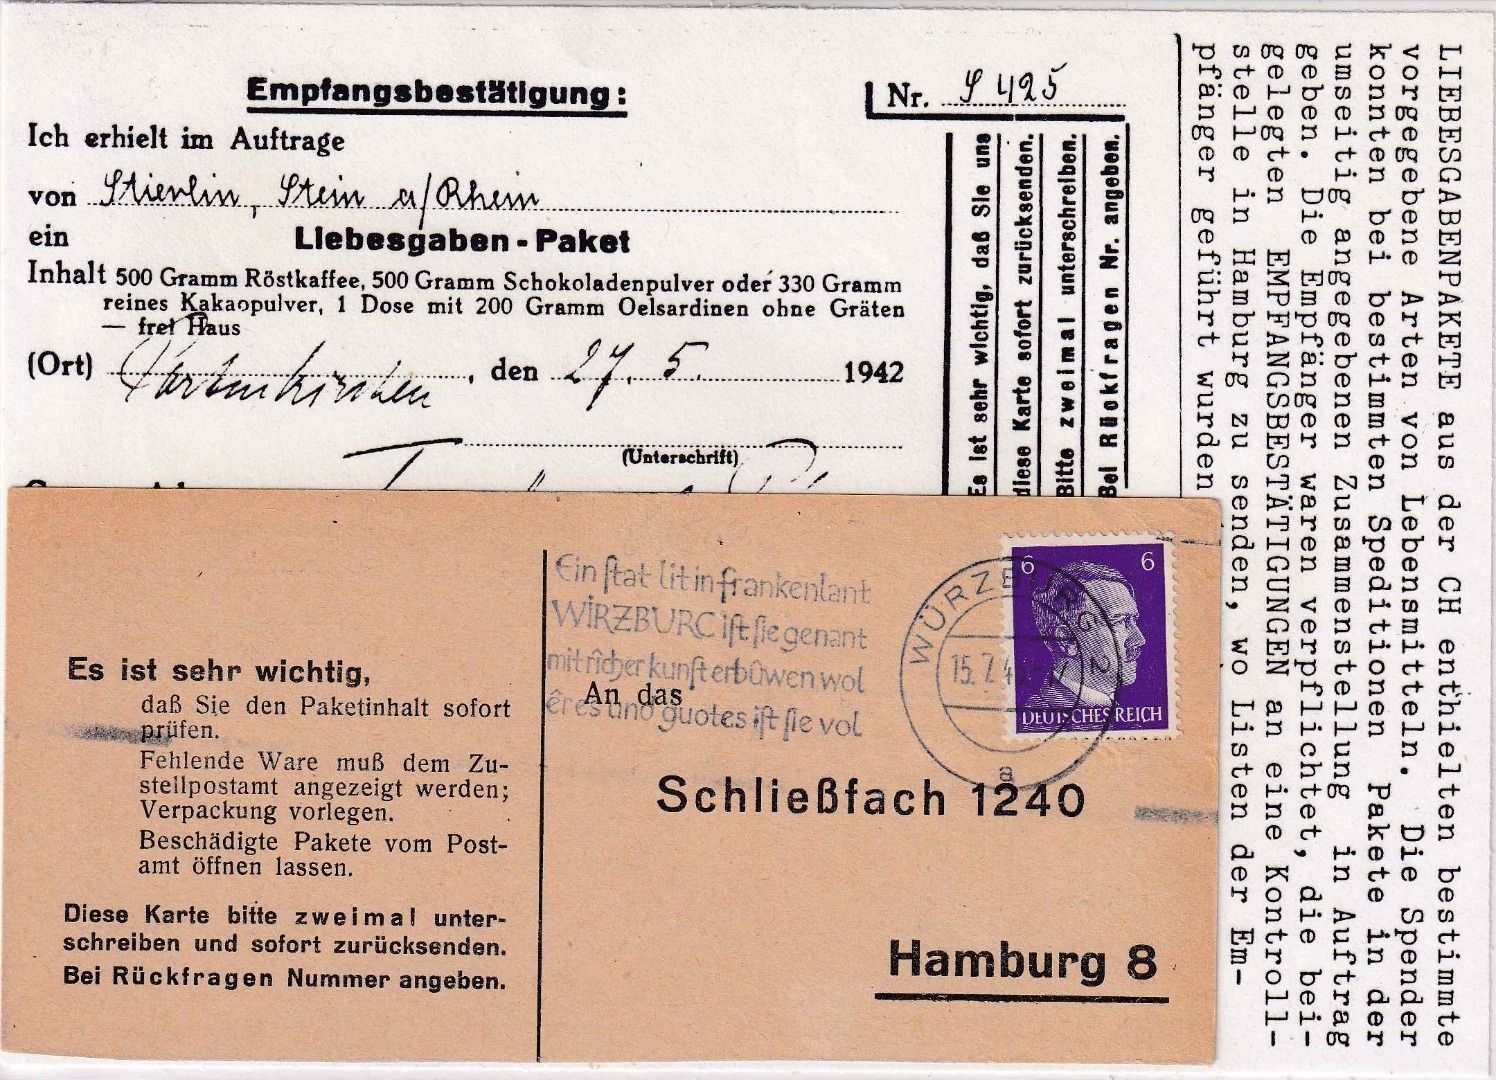 Empfangsbestätigung:
Nr. S 425
Ich erhielt im Auftrage
von Stierlin, Stein a/Rhein
ein Liebesgaben-Paket
Inhalt 500 Gramm Röstkaffee, 500 Gramm Schokoladenpulver oder 330 Gramm
reines Kakaopulver, 1 Dose mit 200 Gramm Oelsardinen ohne Gräten
— frei Haus
(Ort) Partenkirchen, den 27. 5. 1942
(Unterschrift)
Es ist sehr wichtig, daß Sie uns
diese Karte sofort zurücksenden.
Bitte zweimal unterschreiben.
Bei Rückfragen Nr. angeben.
LIEBESGABENPAKETE aus der CH enthielten bestimmte
vorgegebene Arten von Lebensmitteln. Die Spender
konnten bei bestimmten Speditionen Pakete in der
umseitig angegebenen Zusammenstellung in Auftrag
geben. Die Empfänger waren verpflichtet, die bei-
gelegten EMPFANGSBESTÄTIGUNGEN an eine Kontroll-
stelle in Hamburg zu senden, wo Listen der Em-
pfänger geführt wurden
Es ist sehr wichtig,
daß Sie den Paketinhalt sofort
prüfen.
Fehlende Ware muß dem Zu-
stellpostamt angezeigt werden;
Verpackung vorlegen.
Beschädigte Pakete vom Post-
amt öffnen lassen.
Diese Karte bitte zweimal unter-
schreiben und sofort zurücksenden.
Bei Rückfragen Nummer angeben.
Ein stat lit in frankenlant
WIRZBURC ist sie genant
mit rîcher kunst erbûwen wol
êres und guotes ist sie vol
WÜRZBURG 2
15.7.4
a
6 6
DEUTSCHES REICH
An das
Schließfach 1240
Hamburg 8